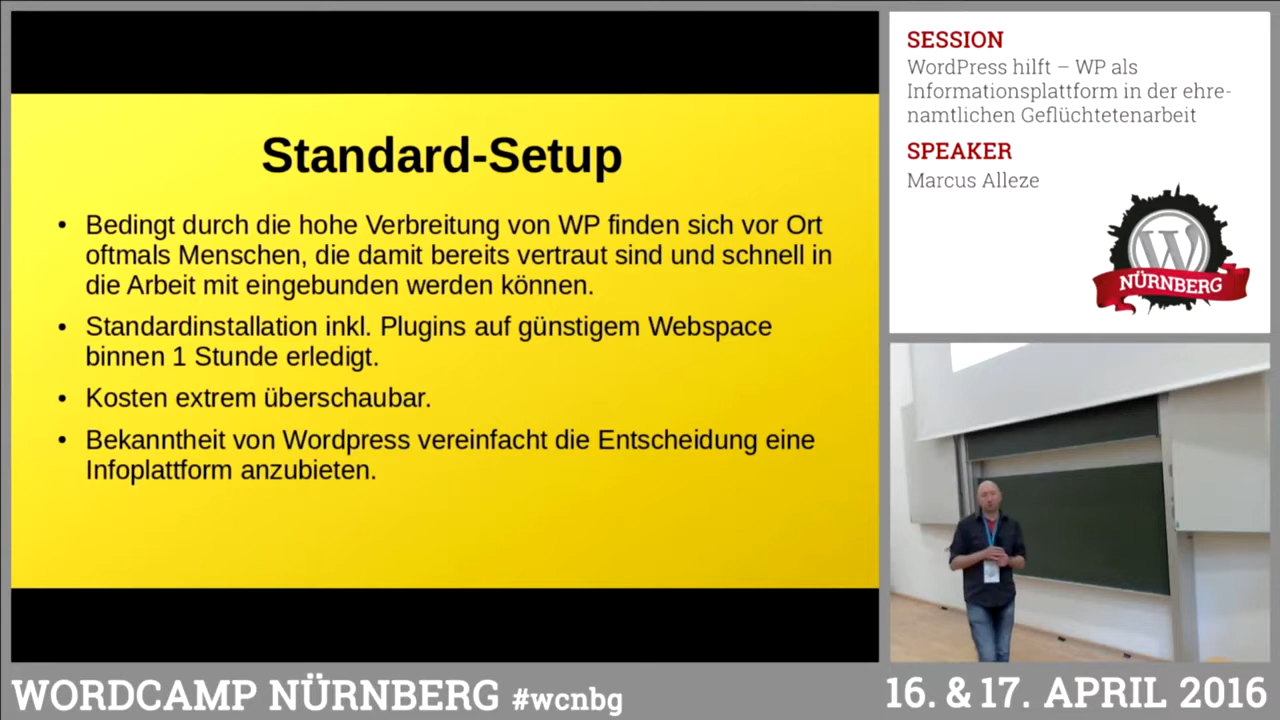 Standard-Setup
• Bedingt durch die hohe Verbreitung von WP finden sich vor Ort
oftmals Menschen, die damit bereits vertraut sind und schnell in
die Arbeit mit eingebunden werden können.
• Standardinstallation inkl. Plugins auf günstigem Webspace
binnen 1 Stunde erledigt.
• Kosten extrem überschaubar.
• Bekanntheit von Wordpress vereinfacht die Entscheidung eine
Infoplattform anzubieten.
SESSION
WordPress hilft – WP als
Informationsplattform in der ehre-
namtlichen Geflüchtetenarbeit
SPEAKER
Marcus Alleze
W
NÜRNBERG
WORDCAMP NÜRNBERG #wcnbg
16. & 17. APRIL 2016